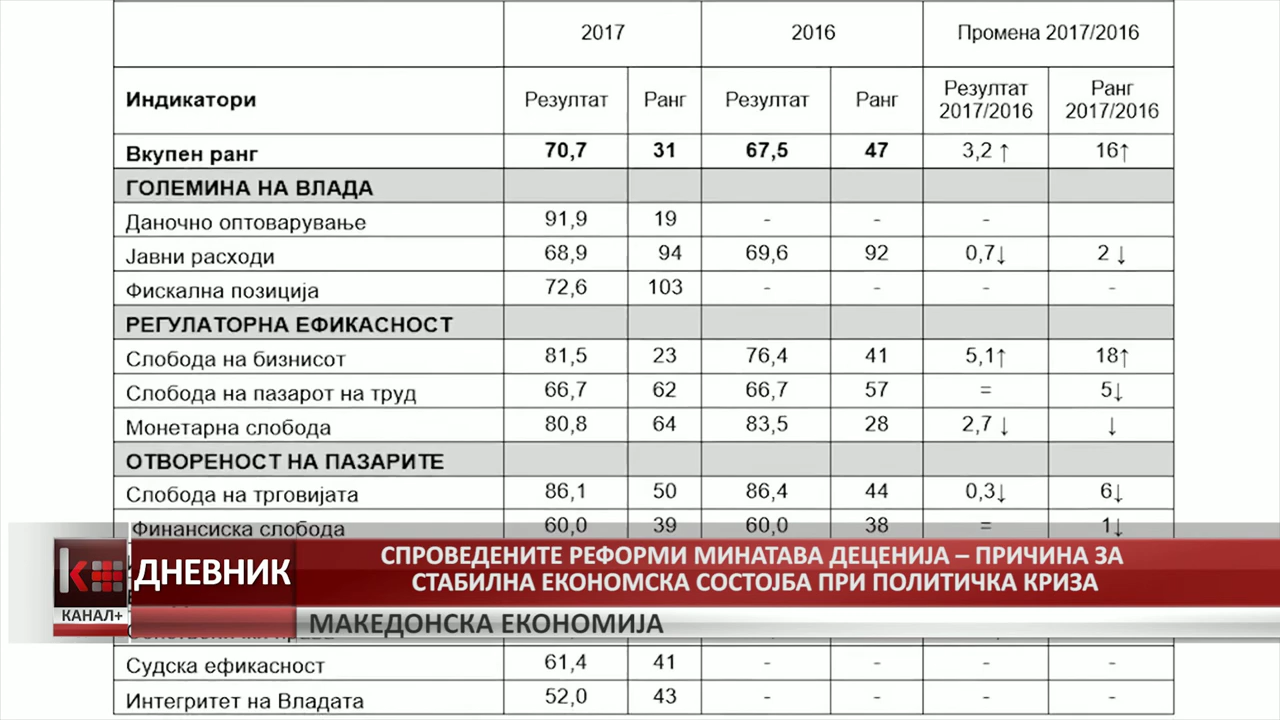 2017 2016 Промена 2017/2016
Индикатори Резултат Ранг Резултат Ранг Резултат 2017/2016 Ранг 2017/2016
Вкупен ранг 70,7 31 67,5 47 3,2 ↑ 16↑
ГОЛЕМИНА НА ВЛАДА
Даночно оптоварување 91,9 19 - - -
Јавни расходи 68,9 94 69,6 92 0,7↓ 2 ↓
Фискална позиција 72,6 103 - - - -
РЕГУЛАТОРНА ЕФИКАСНОСТ
Слобода на бизнисот 81,5 23 76,4 41 5,1↑ 18↑
Слобода на пазарот на труд 66,7 62 66,7 57 = 5↓
Монетарна слобода 80,8 64 83,5 28 2,7 ↓ ↓
ОТВОРЕНОСТ НА ПАЗАРИТЕ
Слобода на трговијата 86,1 50 86,4 44 0,3↓ 6↓
Финансиска слобода 60,0 39 60,0 38 = 1↓
СПРОВЕДЕНИТЕ РЕФОРМИ МИНАТАВА ДЕЦЕНИЈА – ПРИЧИНА ЗА
СТАБИЛНА ЕКОНОМСКА СОСТОЈБА ПРИ ПОЛИТИЧКА КРИЗА
ДНЕВНИК
КАНАЛ+
МАКЕДОНСКА ЕКОНОМИЈА
Судска ефикасност 61,4 41 - - - -
Интегритет на Владата 52,0 43 - - - -